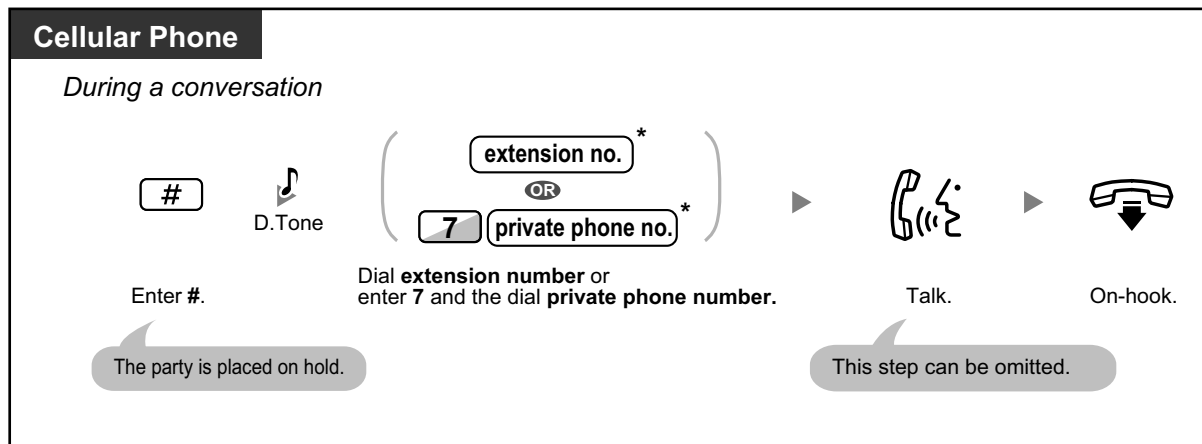 Cellular Phone
During a conversation
#
D.Tone
extension no.*
OR
7 private phone no.*
Enter #.
Dial extension number or
enter 7 and the dial private phone number.
Talk.
On-hook.
The party is placed on hold.
This step can be omitted.